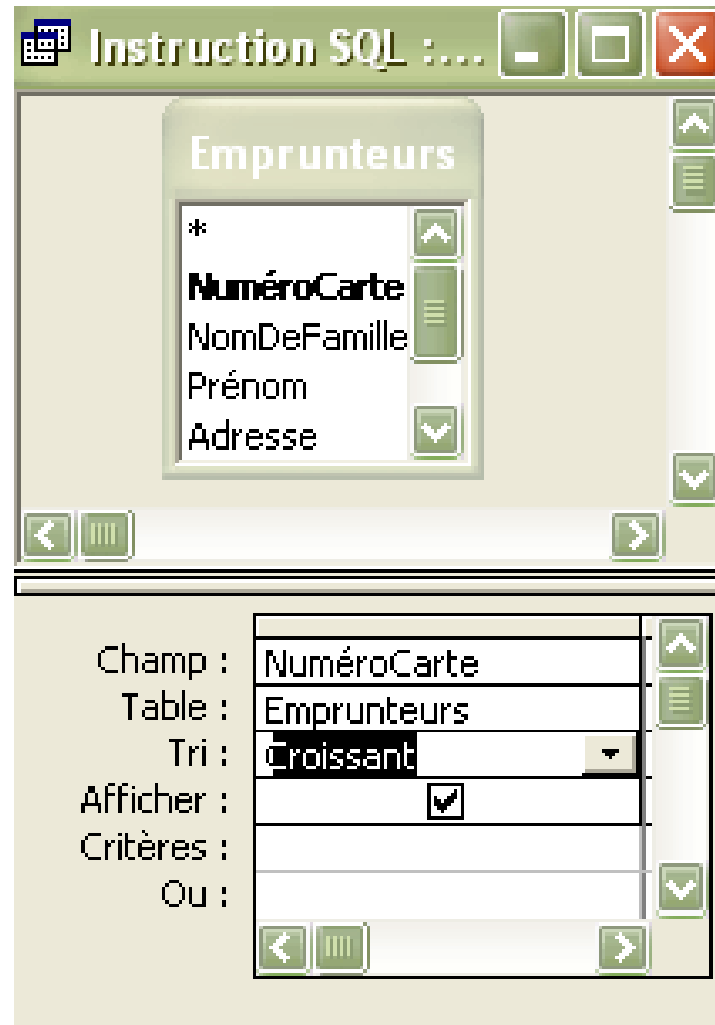 Instruction SQL :...
Emprunteurs
*
NuméroCarte
NomDeFamille
Prénom
Adresse
Champ : NuméroCarte
Table : Emprunteurs
Tri : Croissant
Afficher :
Critères :
Ou :